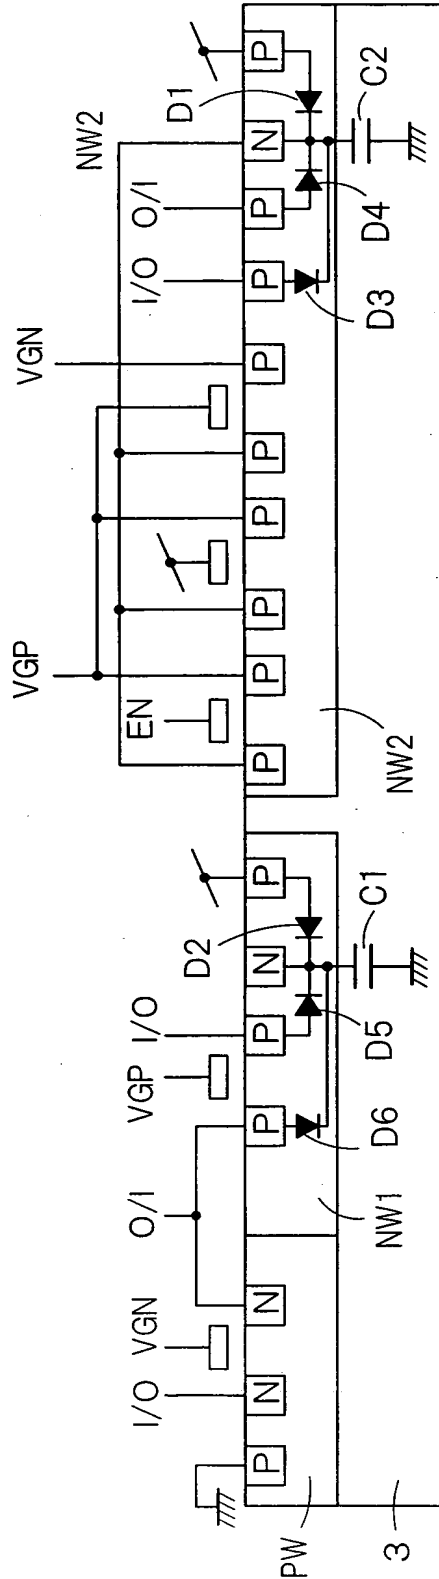 VGP
VGN
NW2
I/O
VGN
O/I
VGP
I/O
EN
I/O
O/I
D2
D1
P
N
N
P
P
N
P
P
P
P
P
P
P
P
P
N
P
PW
3
NW1
D6
D5
C1
NW2
D3
D4
C2